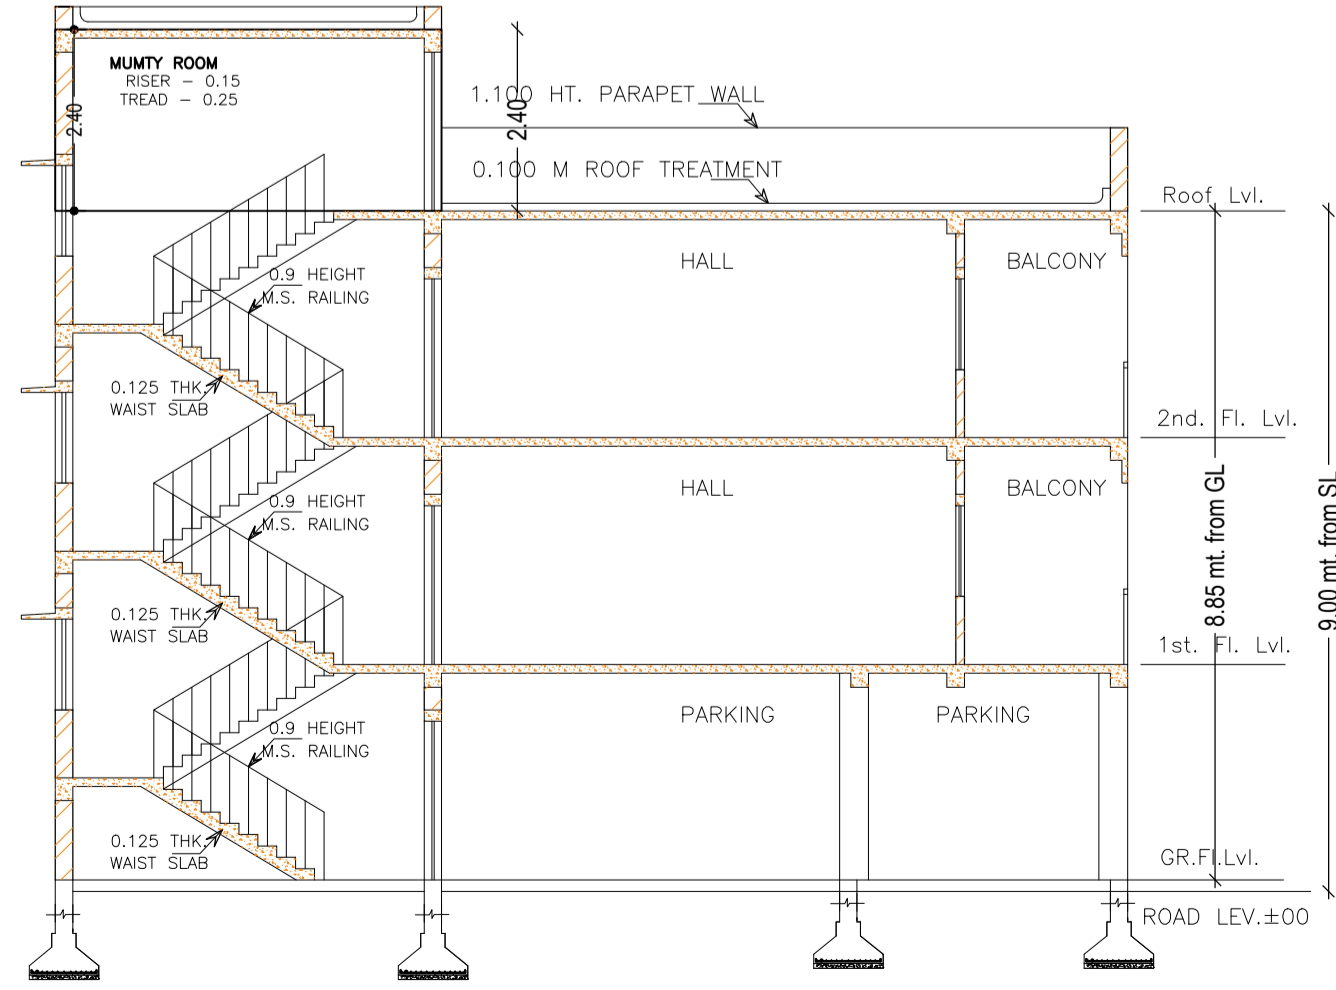 MUMTY ROOM
RISER - 0.15
TREAD - 0.25
2.40
2.40
1.100 HT. PARAPET WALL
0.100 M ROOF TREATMENT
Roof Lvl.
HALL
BALCONY
0.9 HEIGHT
M.S. RAILING
0.125 THK.
WAIST SLAB
2nd. Fl. Lvl.
HALL
BALCONY
0.9 HEIGHT
M.S. RAILING
8.85 mt. from GL
9.00 mt. from SL
0.125 THK.
WAIST SLAB
1st. Fl. Lvl.
PARKING
PARKING
0.9 HEIGHT
M.S. RAILING
0.125 THK.
WAIST SLAB
GR.Fl.Lvl.
ROAD LEV.±00